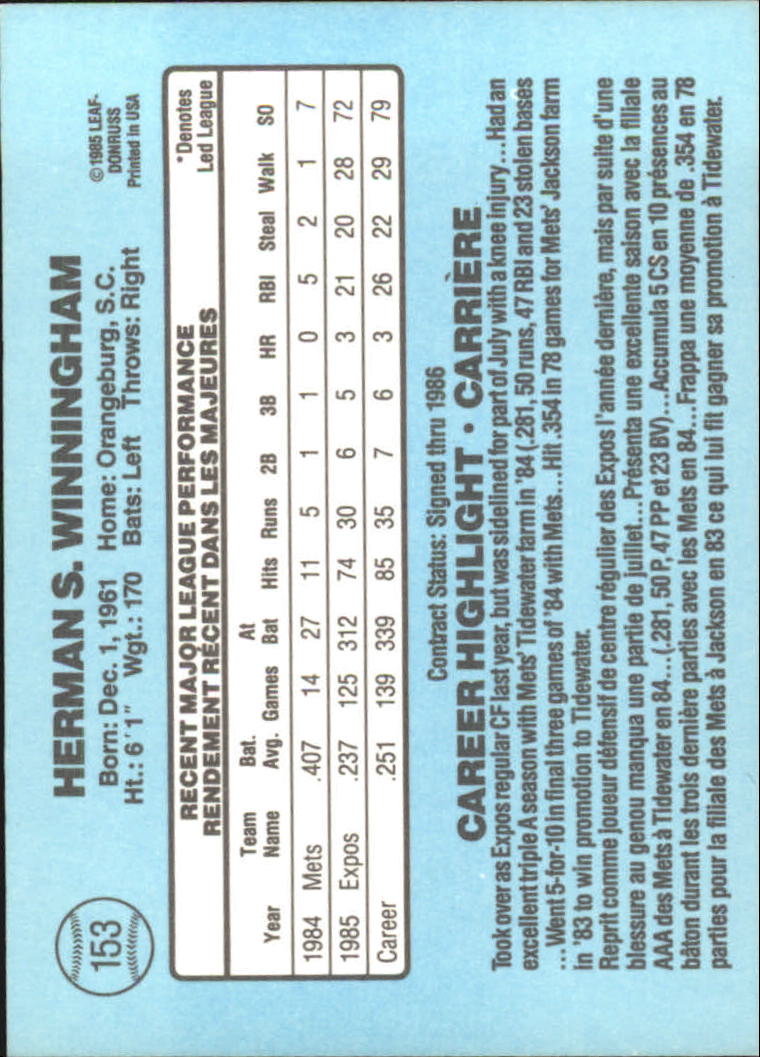 153
HERMAN S. WINNINGHAM
Born: Dec. 1, 1961 Home: Orangeburg, S.C.
Ht.: 6'1" Wgt.: 170 Bats: Left Throws: Right
©1985 LEAF-
DONRUSS
Printed In USA
RECENT MAJOR LEAGUE PERFORMANCE
RENDEMENT RÉCENT DANS LES MAJEURES
*Denotes
Led League
Team Bat. At
Year Name Avg. Games Bat Hits Runs 2B 3B HR RBI Steal Walk SO
1984 Mets .407 14 27 11 5 1 1 0 5 2 1 7
1985 Expos .237 125 312 74 30 6 5 3 21 20 28 72
Career .251 139 339 85 35 7 6 3 26 22 29 79
Contract Status: Signed thru 1986
CAREER HIGHLIGHT • CARRIÈRE
Took over as Expos regular CF last year, but was sidelined for part of July with a knee injury...Had an
excellent triple A season with Mets' Tidewater farm in '84 (.281, 50 runs, 47 RBI and 23 stolen bases
...Went 5-for-10 in final three games of '84 with Mets...Hit .354 in 78 games for Mets' Jackson farm
in '83 to win promotion to Tidewater.
Reprit comme joueur défensif de centre régulier des Expos l'année dernière, mais par suite d'une
blessure au genou manqua une partie de juillet...Présenta une excellente saison avec la filiale
AAA des Mets à Tidewater en 84...(.281, 50 P, 47 PP et 23 BV)...Accumula 5 CS en 10 présences au
bâton durant les trois dernière parties avec les Mets en 84...Frappa une moyenne de .354 en 78
parties pour la filiale des Mets à Jackson en 83 ce qui lui fit gagner sa promotion à Tidewater.